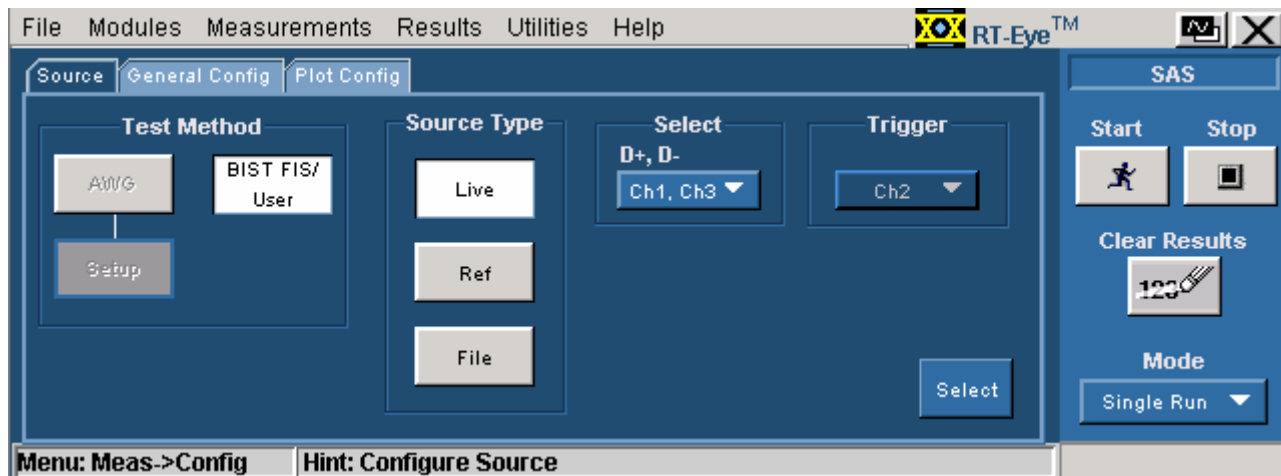 File Modules Measurements Results Utilities Help
RT-Eye™
Source General Config Plot Config
Test Method
AWG
BIST FIS/
User
Setup
Source Type
Live
Ref
File
Select
D+, D-
Ch1, Ch3
Trigger
Ch2
Select
SAS
Start Stop
Clear Results
123
Mode
Single Run
Menu: Meas->Config Hint: Configure Source